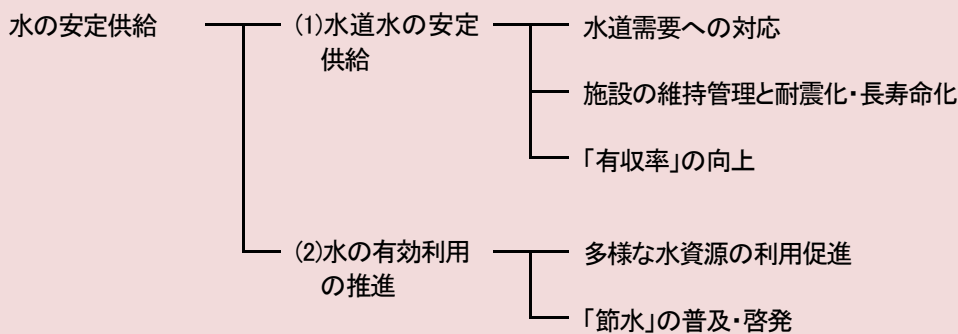 水の安定供給
(1)水道水の安定
供給
水道需要への対応
施設の維持管理と耐震化・長寿命化
「有収率」の向上
(2)水の有効利用
の推進
多様な水資源の利用促進
「節水」の普及・啓発